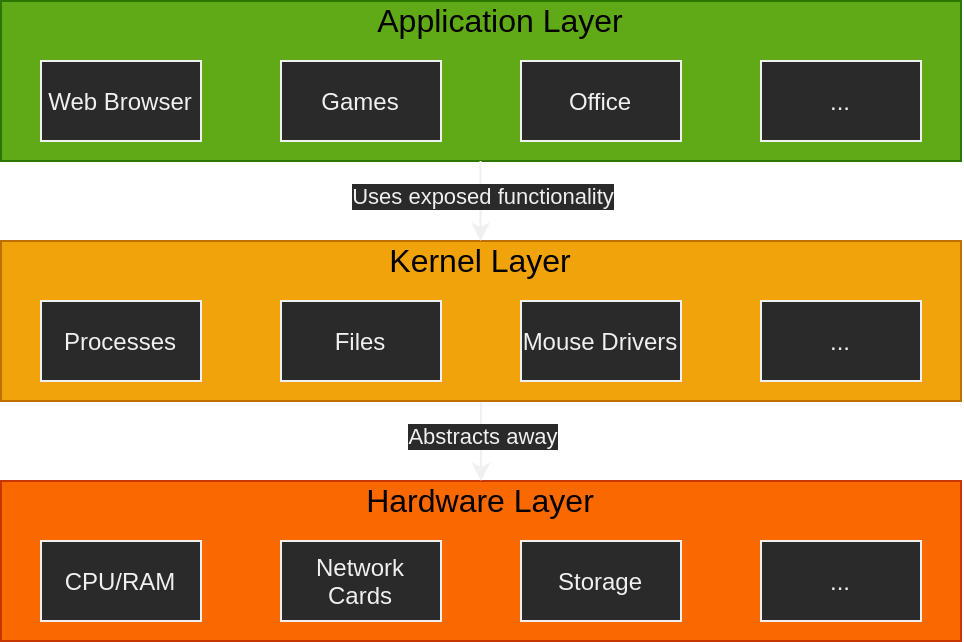 Application Layer
Web Browser
Games
Office
...
Uses exposed functionality
Kernel Layer
Processes
Files
Mouse Drivers
...
Abstracts away
Hardware Layer
CPU/RAM
Network
Cards
Storage
...